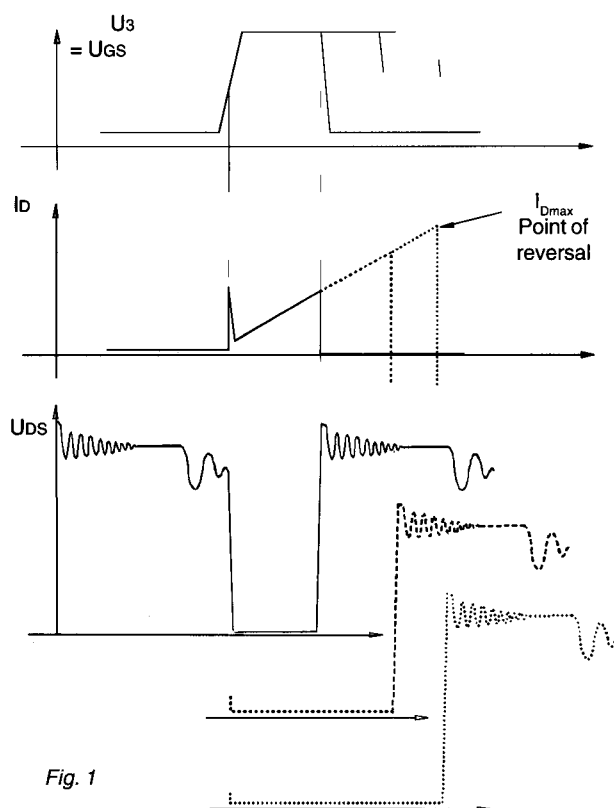 U3
= UGS
ID
IDmax
Point of
reversal
UDS
Fig. 1